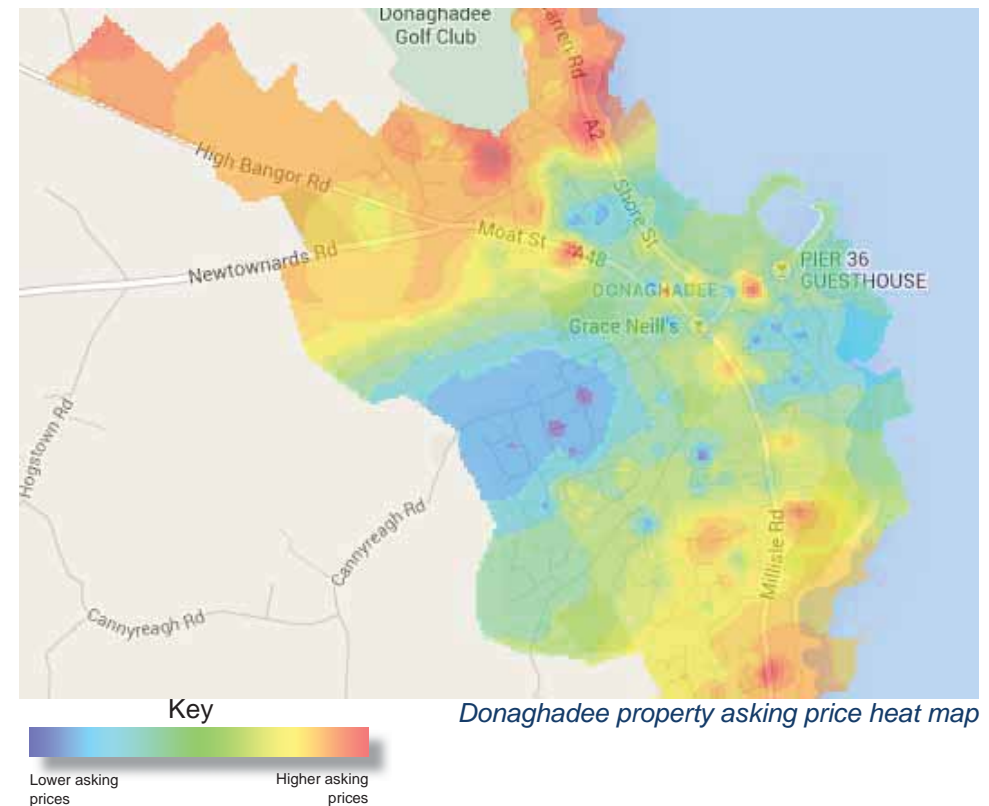 Donaghadee
Golf Club
Warren Rd
A2
High Bangor Rd
Shore St
Moat St
A48
Newtownards Rd
PIER 36
GUESTHOUSE
DONAGHADEE
Grace Neill's
Hogstown Rd
Cannyreagh Rd
Millisle Rd
Cannyreagh Rd
Key
Donaghadee property asking price heat map
Lower asking
prices
Higher asking
prices